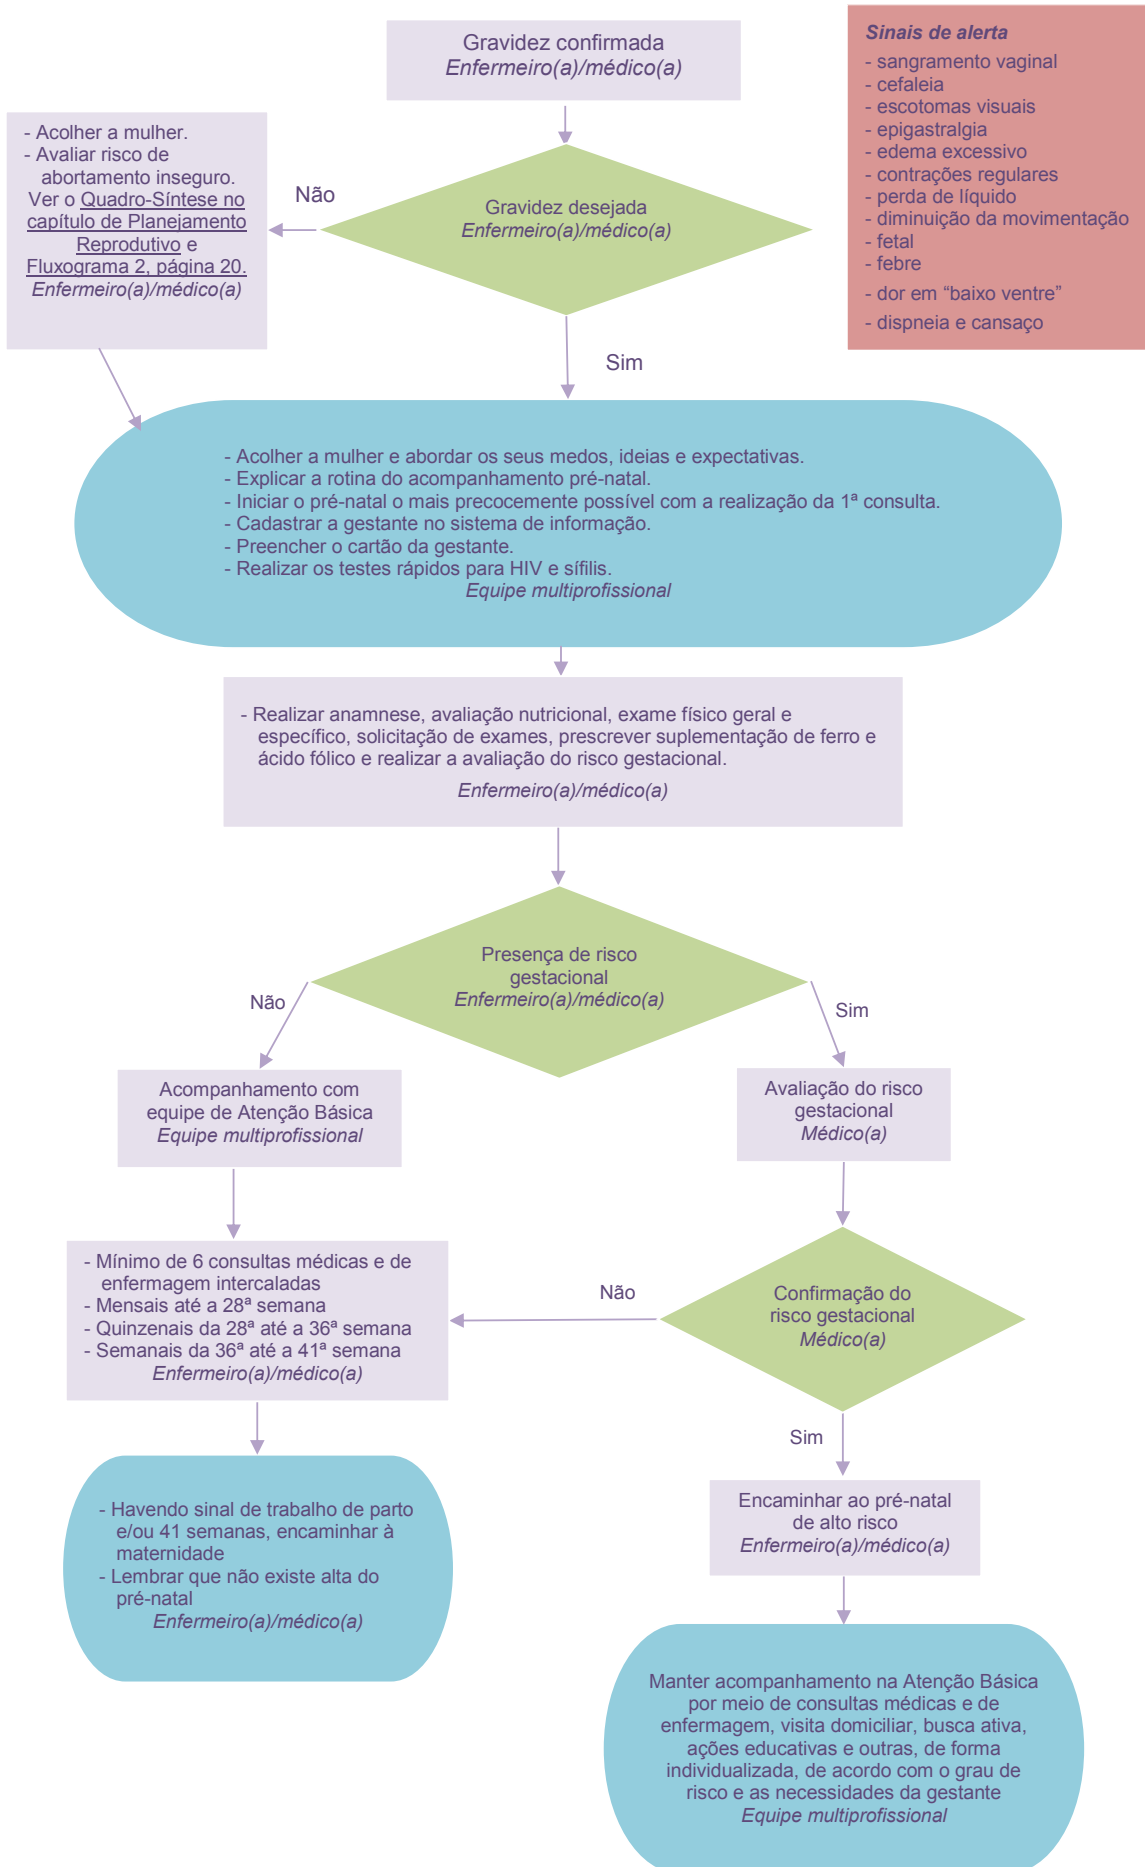 Gravidez confirmada
Enfermeiro(a)/médico(a)
Sinais de alerta
- sangramento vaginal
- cefaleia
- escotomas visuais
- epigastralgia
- edema excessivo
- contrações regulares
- perda de líquido
- diminuição da movimentação
- fetal
- febre
- dor em “baixo ventre”
- dispneia e cansaço
- Acolher a mulher.
- Avaliar risco de
abortamento inseguro.
Ver o Quadro-Síntese no
capítulo de Planejamento
Reprodutivo e
Fluxograma 2, página 20.
Enfermeiro(a)/médico(a)
Não
Gravidez desejada
Enfermeiro(a)/médico(a)
Sim
- Acolher a mulher e abordar os seus medos, ideias e expectativas.
- Explicar a rotina do acompanhamento pré-natal.
- Iniciar o pré-natal o mais precocemente possível com a realização da 1ª consulta.
- Cadastrar a gestante no sistema de informação.
- Preencher o cartão da gestante.
- Realizar os testes rápidos para HIV e sífilis.
Equipe multiprofissional
- Realizar anamnese, avaliação nutricional, exame físico geral e
específico, solicitação de exames, prescrever suplementação de ferro e
ácido fólico e realizar a avaliação do risco gestacional.
Enfermeiro(a)/médico(a)
Presença de risco
gestacional
Enfermeiro(a)/médico(a)
Não
Sim
Acompanhamento com
equipe de Atenção Básica
Equipe multiprofissional
Avaliação do risco
gestacional
Médico(a)
- Mínimo de 6 consultas médicas e de
enfermagem intercaladas
- Mensais até a 28ª semana
- Quinzenais da 28ª até a 36ª semana
- Semanais da 36ª até a 41ª semana
Enfermeiro(a)/médico(a)
Não
Confirmação do
risco gestacional
Médico(a)
Sim
- Havendo sinal de trabalho de parto
e/ou 41 semanas, encaminhar à
maternidade
- Lembrar que não existe alta do
pré-natal
Enfermeiro(a)/médico(a)
Encaminhar ao pré-natal
de alto risco
Enfermeiro(a)/médico(a)
Manter acompanhamento na Atenção Básica
por meio de consultas médicas e de
enfermagem, visita domiciliar, busca ativa,
ações educativas e outras, de forma
individualizada, de acordo com o grau de
risco e as necessidades da gestante
Equipe multiprofissional